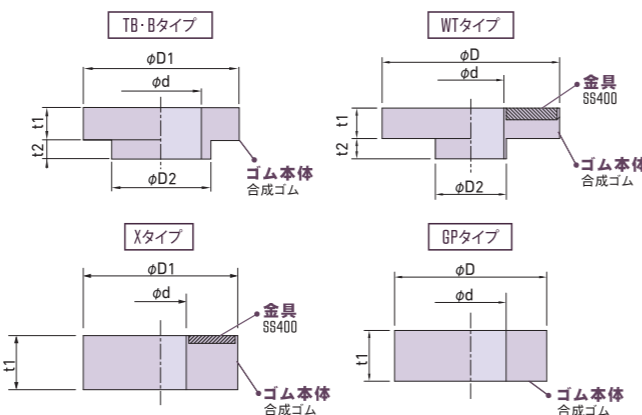 TB・Bタイプ
φD1
φd
t1
t2
φD2
ゴム本体
合成ゴム
WTタイプ
φD
φd
金具
SS400
t1
t2
φD2
ゴム本体
合成ゴム
Xタイプ
φD1
φd
金具
SS400
t1
ゴム本体
合成ゴム
GPタイプ
φD
φd
t1
ゴム本体
合成ゴム